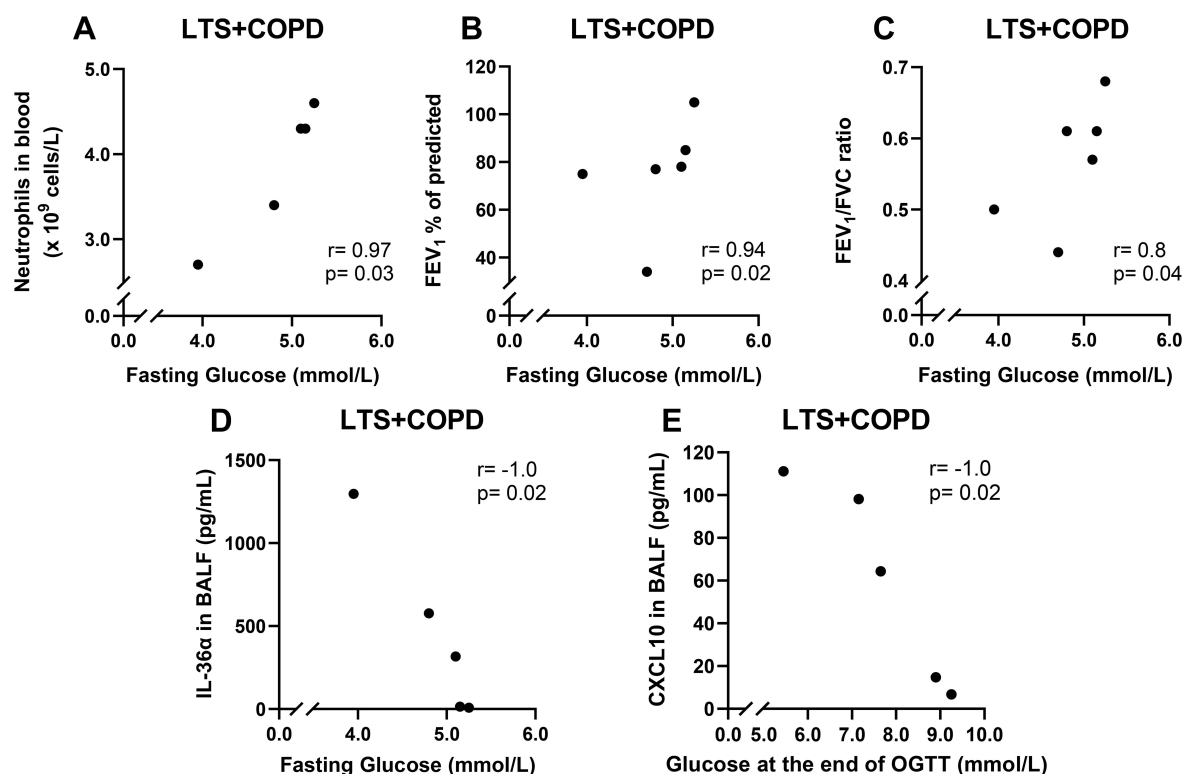 A
LTS+COPD
Neutrophils in blood
(x 10⁹ cells/L)
5.0
4.0
3.0
0.0
0.0
4.0
5.0
6.0
r= 0.97
p= 0.03
Fasting Glucose (mmol/L)
B
LTS+COPD
FEV₁ % of predicted
120
100
80
60
40
0
0.0
4.0
5.0
6.0
r= 0.94
p= 0.02
Fasting Glucose (mmol/L)
C
LTS+COPD
FEV₁/FVC ratio
0.7
0.6
0.5
0.4
0.0
0.0
4.0
5.0
6.0
r= 0.8
p= 0.04
Fasting Glucose (mmol/L)
D
LTS+COPD
IL-36α in BALF (pg/mL)
1500
1000
500
0
0.0
4.0
5.0
6.0
r= -1.0
p= 0.02
Fasting Glucose (mmol/L)
E
LTS+COPD
CXCL10 in BALF (pg/mL)
120
100
80
60
40
20
0
0.0
5.0
6.0
7.0
8.0
9.0
10.0
r= -1.0
p= 0.02
Glucose at the end of OGTT (mmol/L)